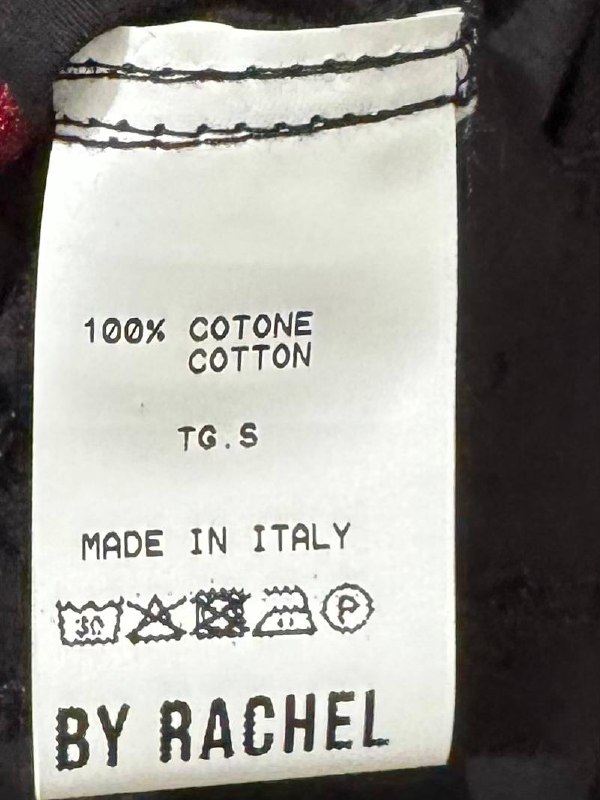 100% COTONE
COTTON
TG.S
MADE IN ITALY
30 P
BY RACHEL